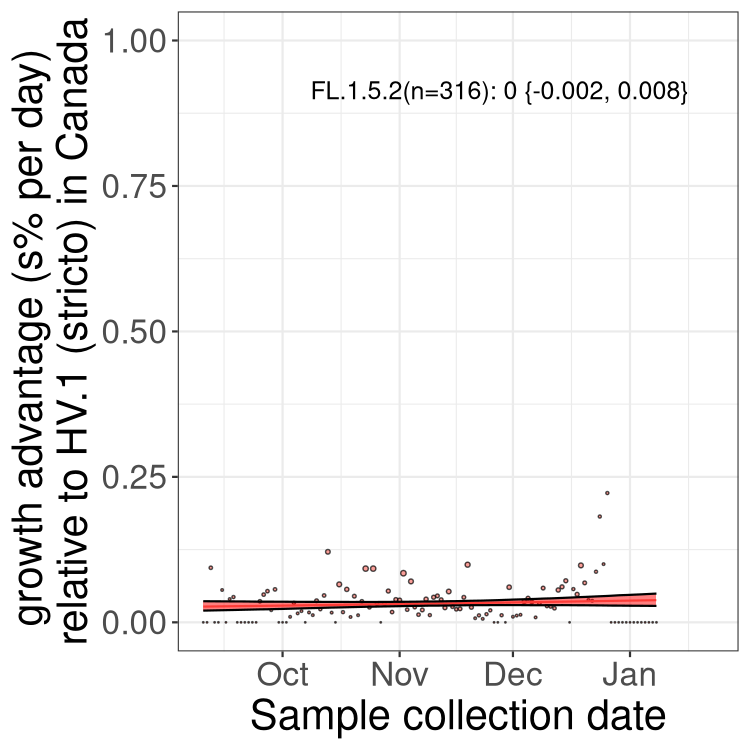 growth advantage (s% per day)
relative to HV.1 (stricto) in Canada
1.00
0.75
0.50
0.25
0.00
FL.1.5.2(n=316): 0 {-0.002, 0.008}
Oct Nov Dec Jan
Sample collection date